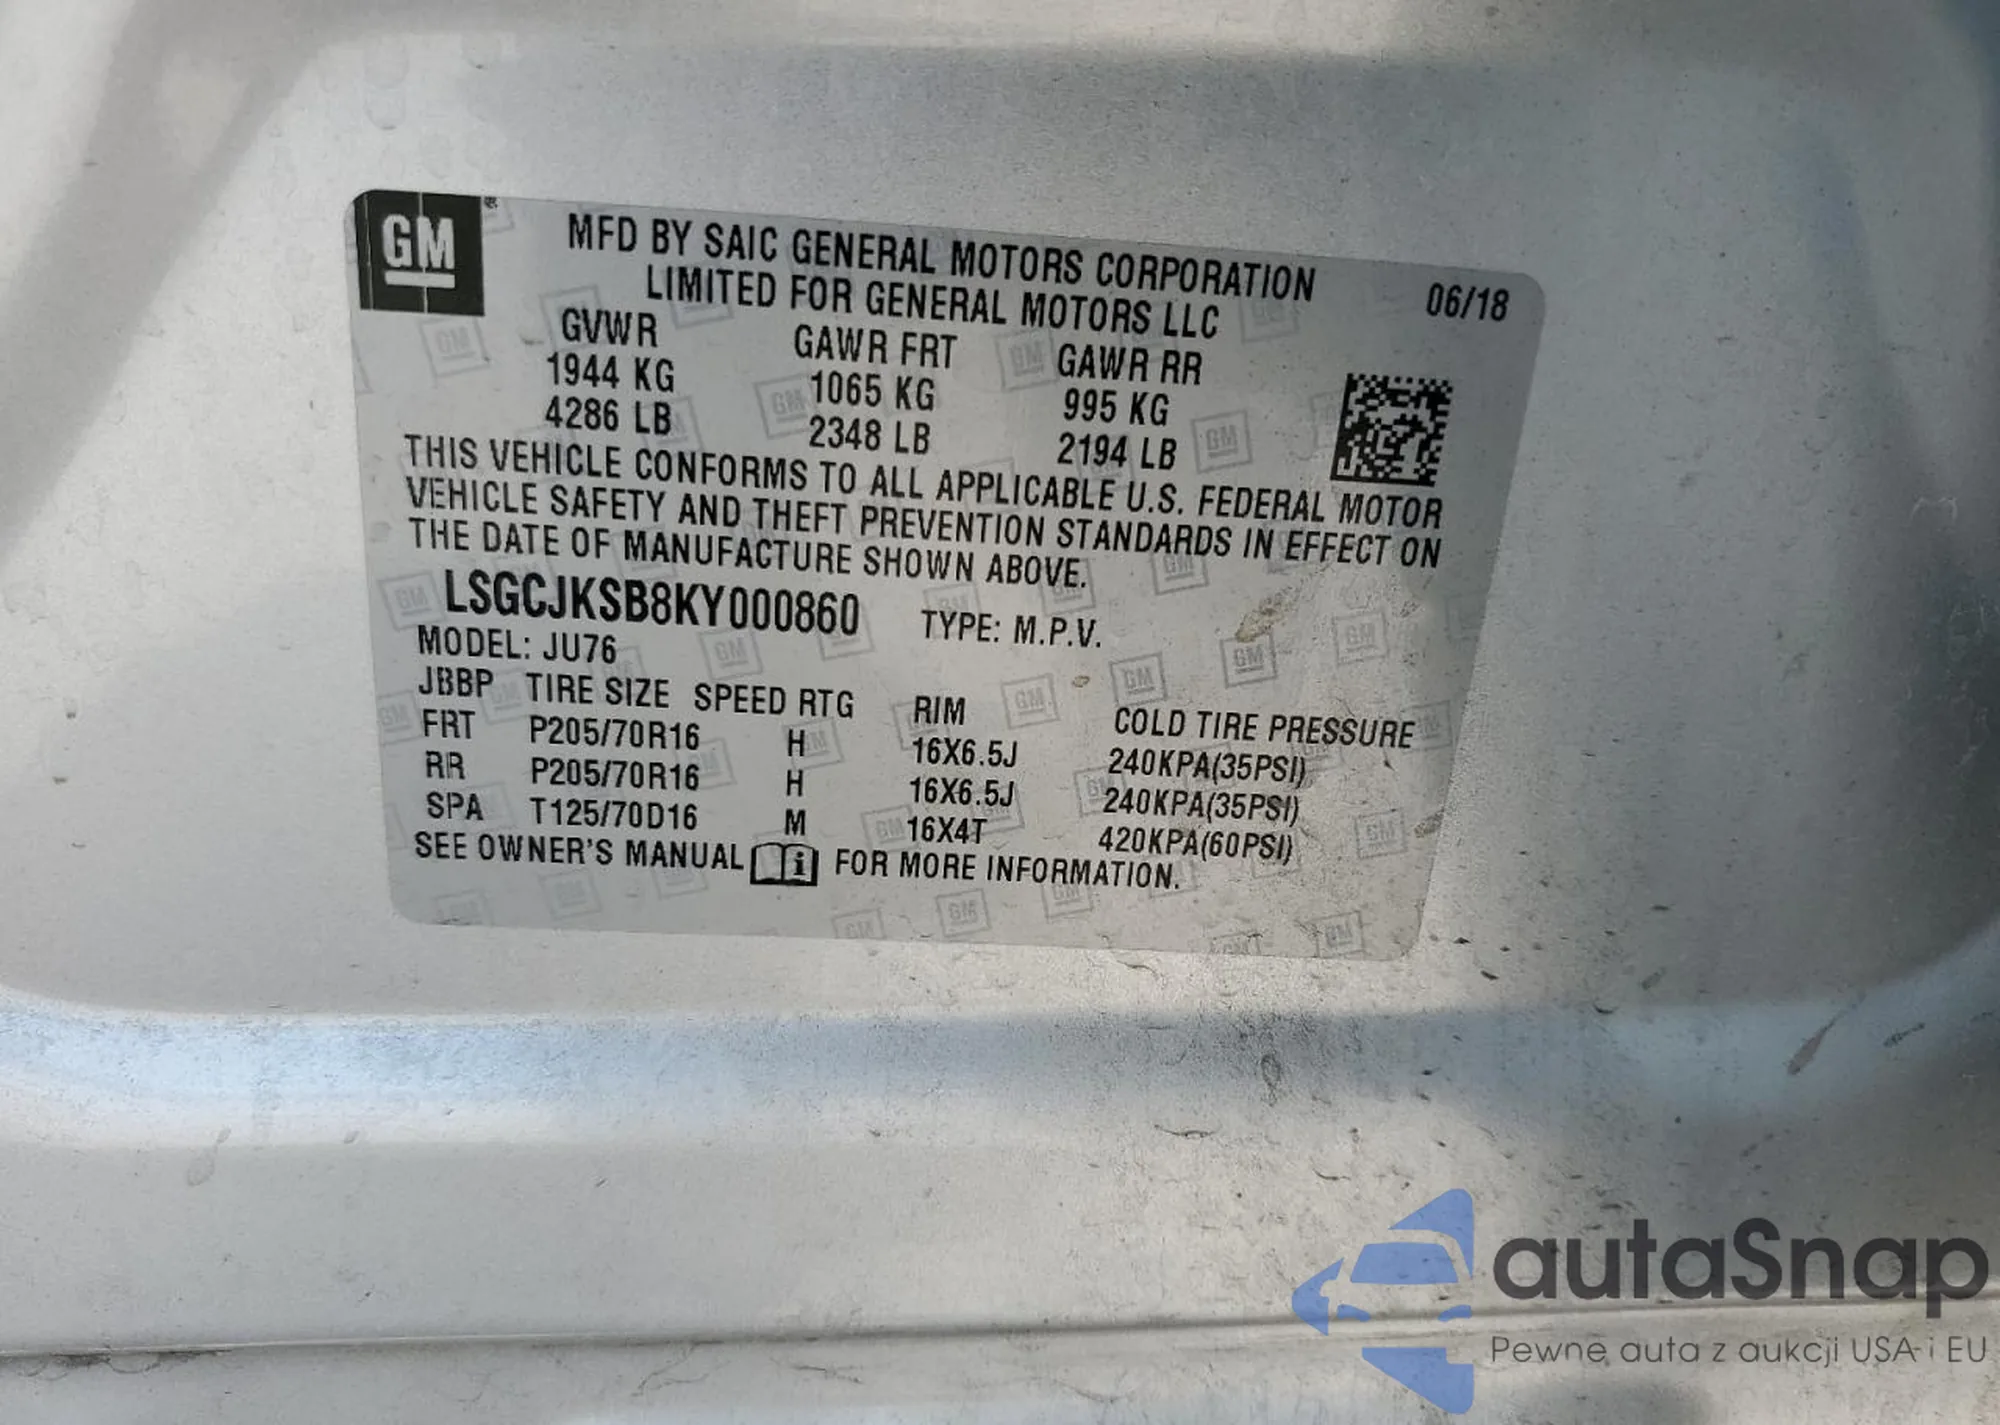 GM ®
MFD BY SAIC GENERAL MOTORS CORPORATION
LIMITED FOR GENERAL MOTORS LLC
06/18
GVWR GAWR FRT GAWR RR
1944 KG 1065 KG 995 KG
4286 LB 2348 LB 2194 LB
THIS VEHICLE CONFORMS TO ALL APPLICABLE U.S. FEDERAL MOTOR
VEHICLE SAFETY AND THEFT PREVENTION STANDARDS IN EFFECT ON
THE DATE OF MANUFACTURE SHOWN ABOVE.
LSGCJKSB8KY000860 TYPE: M.P.V.
MODEL: JU76
JBBP TIRE SIZE SPEED RTG RIM COLD TIRE PRESSURE
FRT P205/70R16 H 16X6.5J 240KPA(35PSI)
RR P205/70R16 H 16X6.5J 240KPA(35PSI)
SPA T125/70D16 M 16X4T 420KPA(60PSI)
SEE OWNER'S MANUAL i FOR MORE INFORMATION.
autaSnap
Pewne auta z aukcji USA i EU